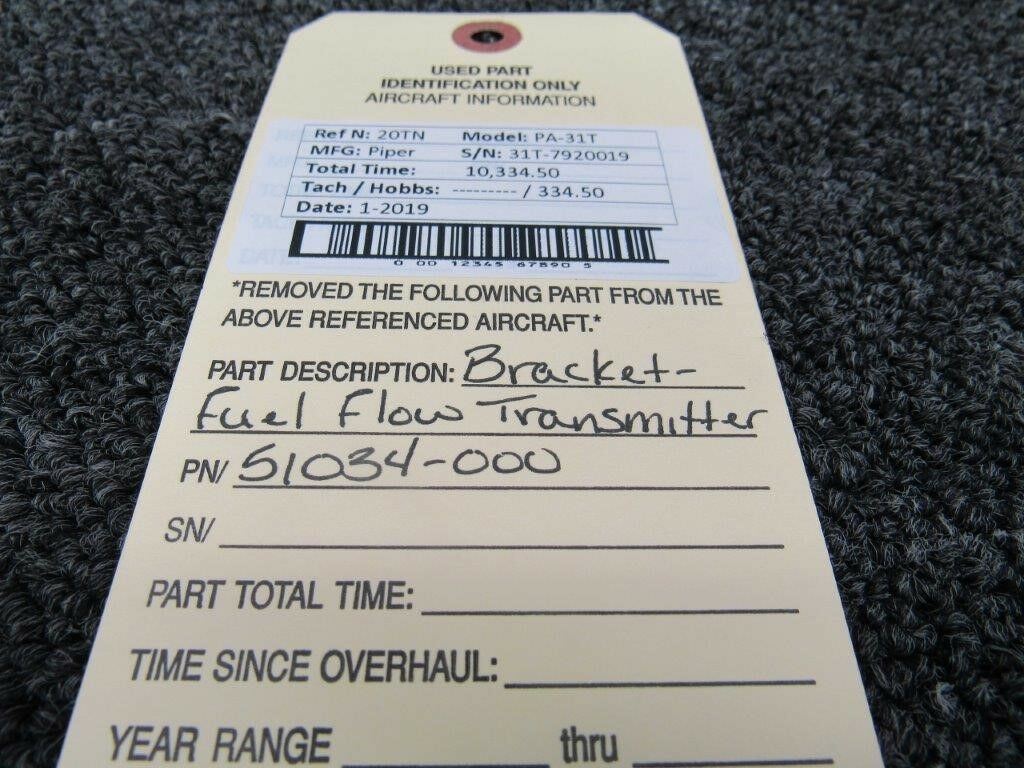 USED PART
IDENTIFICATION ONLY
AIRCRAFT INFORMATION
Ref N: 20TN Model: PA-31T
MFG: Piper S/N: 31T-7920019
Total Time: 10,334.50
Tach / Hobbs: --------- / 334.50
Date: 1-2019
0 00 12345 67890 5
*REMOVED THE FOLLOWING PART FROM THE
ABOVE REFERENCED AIRCRAFT.*
PART DESCRIPTION: Bracket-
Fuel Flow Transmitter
PN/ 51034-000
SN/
PART TOTAL TIME:
TIME SINCE OVERHAUL:
YEAR RANGE thru